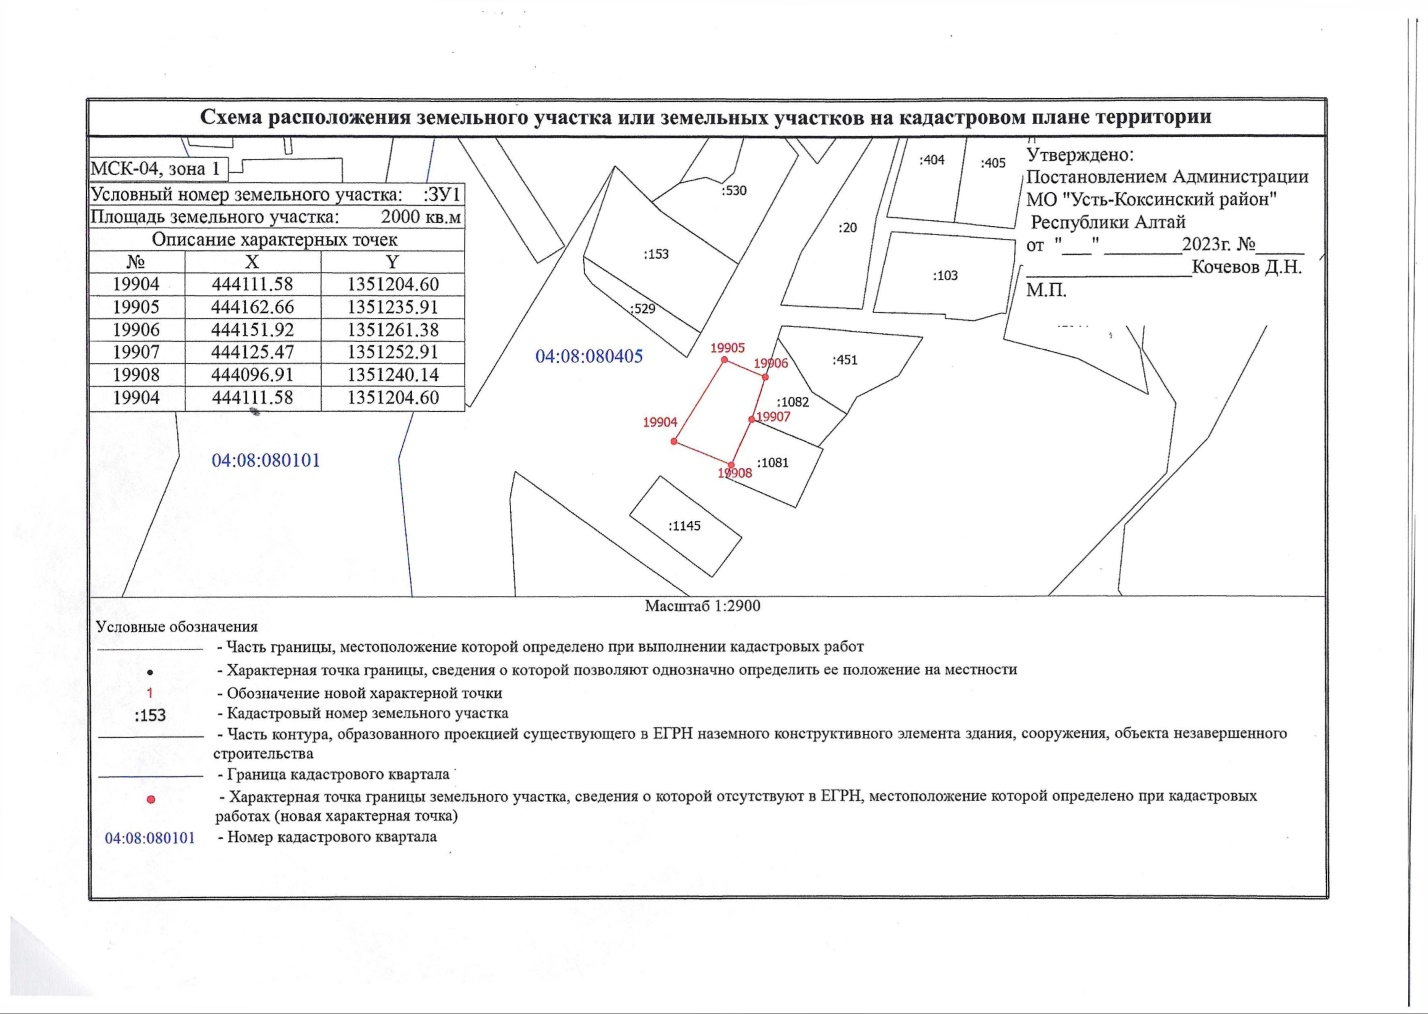 Схема расположения земельного участка или земельных участков на кадастровом плане территории
МСК-04, зона 1
Условный номер земельного участка: :ЗУ1
Площадь земельного участка: 2000 кв.м
Описание характерных точек
№ X Y
19904 444111.58 1351204.60
19905 444162.66 1351235.91
19906 444151.92 1351261.38
19907 444125.47 1351252.91
19908 444096.91 1351240.14
19904 444111.58 1351204.60
Утверждено:
Постановлением Администрации
МО "Усть-Коксинский район"
Республики Алтай
от "___" ________2023г. №_____
_________________Кочевов Д.Н.
М.П.
:404
:405
:530
:20
:153
:103
:529
04:08:080405
19905
19906
:451
:1082
19904
19907
04:08:080101
:1081
19908
:1145
Масштаб 1:2900
Условные обозначения
- Часть границы, местоположение которой определено при выполнении кадастровых работ
- Характерная точка границы, сведения о которой позволяют однозначно определить ее положение на местности
1 - Обозначение новой характерной точки
:153 - Кадастровый номер земельного участка
- Часть контура, образованного проекцией существующего в ЕГРН наземного конструктивного элемента здания, сооружения, объекта незавершенного
строительства
- Граница кадастрового квартала
- Характерная точка границы земельного участка, сведения о которой отсутствуют в ЕГРН, местоположение которой определено при кадастровых
работах (новая характерная точка)
04:08:080101 - Номер кадастрового квартала